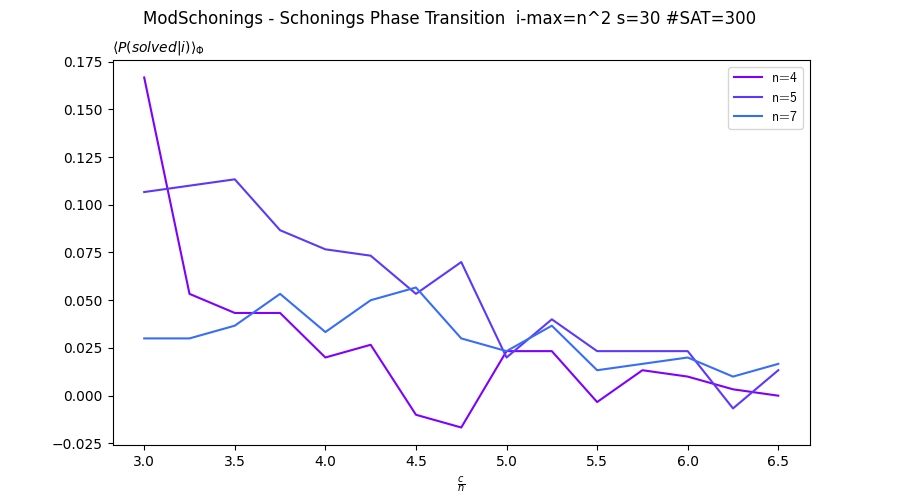 ModSchonings - Schonings Phase Transition i-max=n^2 s=30 #SAT=300
⟨P(solved|i)⟩Φ
0.175
0.150
0.125
0.100
0.075
0.050
0.025
0.000
−0.025
n=4
n=5
n=7
3.0 3.5 4.0 4.5 5.0 5.5 6.0 6.5
c/n